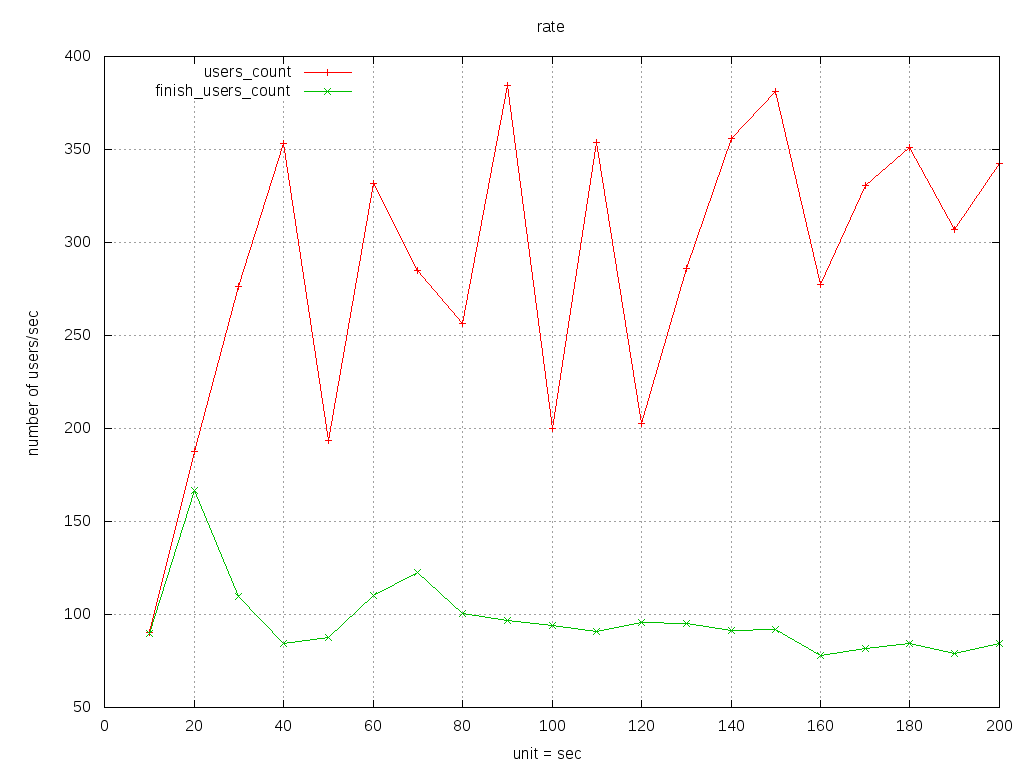 rate
400
users_count
finish_users_count
350
300
250
200
150
100
50
number of users/sec
0 20 40 60 80 100 120 140 160 180 200
unit = sec